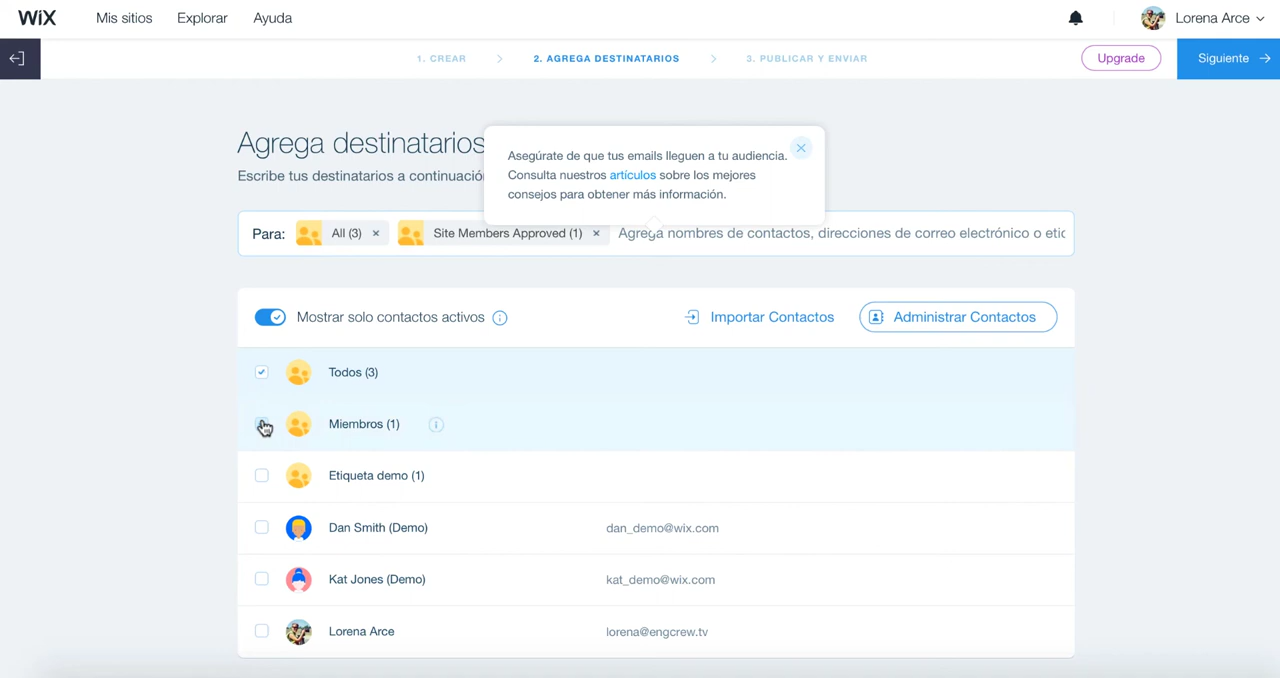 WiX
Mis sitios
Explorar
Ayuda
Lorena Arce
1. CREAR
2. AGREGA DESTINATARIOS
3. PUBLICAR Y ENVIAR
Upgrade
Siguiente
Agrega destinatarios
Escribe tus destinatarios a continuación
Asegúrate de que tus emails lleguen a tu audiencia.
Consulta nuestros artículos sobre los mejores
consejos para obtener más información.
Para:
All (3)
Site Members Approved (1)
Agrega nombres de contactos, direcciones de correo electrónico o etiq
Mostrar solo contactos activos
Importar Contactos
Administrar Contactos
Todos (3)
Miembros (1)
Etiqueta demo (1)
Dan Smith (Demo)
dan_demo@wix.com
Kat Jones (Demo)
kat_demo@wix.com
Lorena Arce
lorena@engcrew.tv